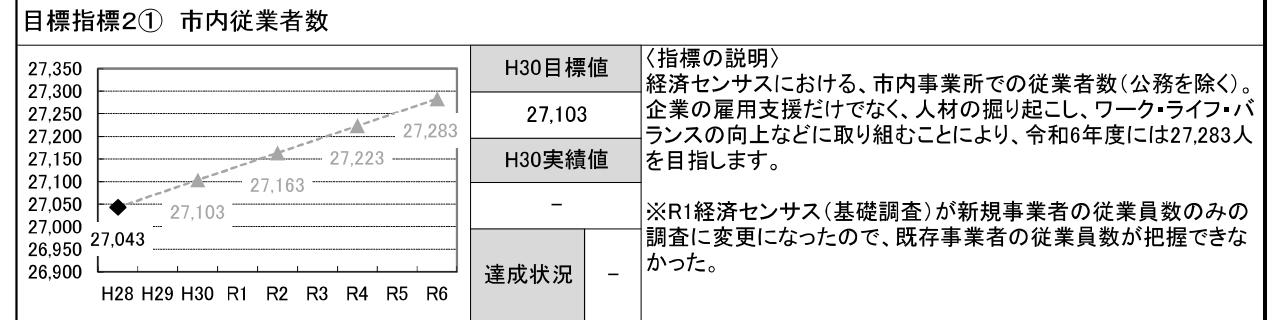 目標指標2① 市内従業者数
27,350
27,300
27,250
27,200
27,150
27,100
27,050
27,000
26,950
26,900
27,043
27,103
27,163
27,223
27,283
H28 H29 H30 R1 R2 R3 R4 R5 R6
H30目標値
27,103
H30実績値
－
達成状況 －
〈指標の説明〉
経済センサスにおける、市内事業所での従業者数（公務を除く）。
企業の雇用支援だけでなく、人材の掘り起こし、ワーク・ライフ・バ
ランスの向上などに取り組むことにより、令和6年度には27,283人
を目指します。
※R1経済センサス（基礎調査）が新規事業者の従業員数のみの
調査に変更になったので、既存事業者の従業員数が把握できな
かった。